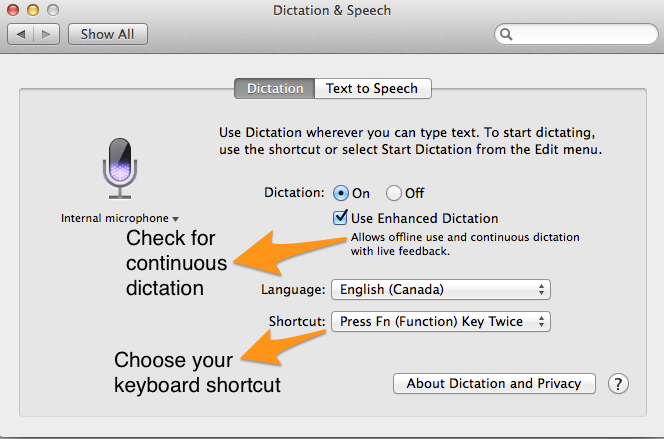 Dictation & Speech
Show All
Dictation
Text to Speech
Use Dictation wherever you can type text. To start dictating,
use the shortcut or select Start Dictation from the Edit menu.
Dictation: On Off
Internal microphone
Use Enhanced Dictation
Allows offline use and continuous dictation
with live feedback.
Check for
continuous
dictation
Language: English (Canada)
Shortcut: Press Fn (Function) Key Twice
Choose your
keyboard shortcut
About Dictation and Privacy ?